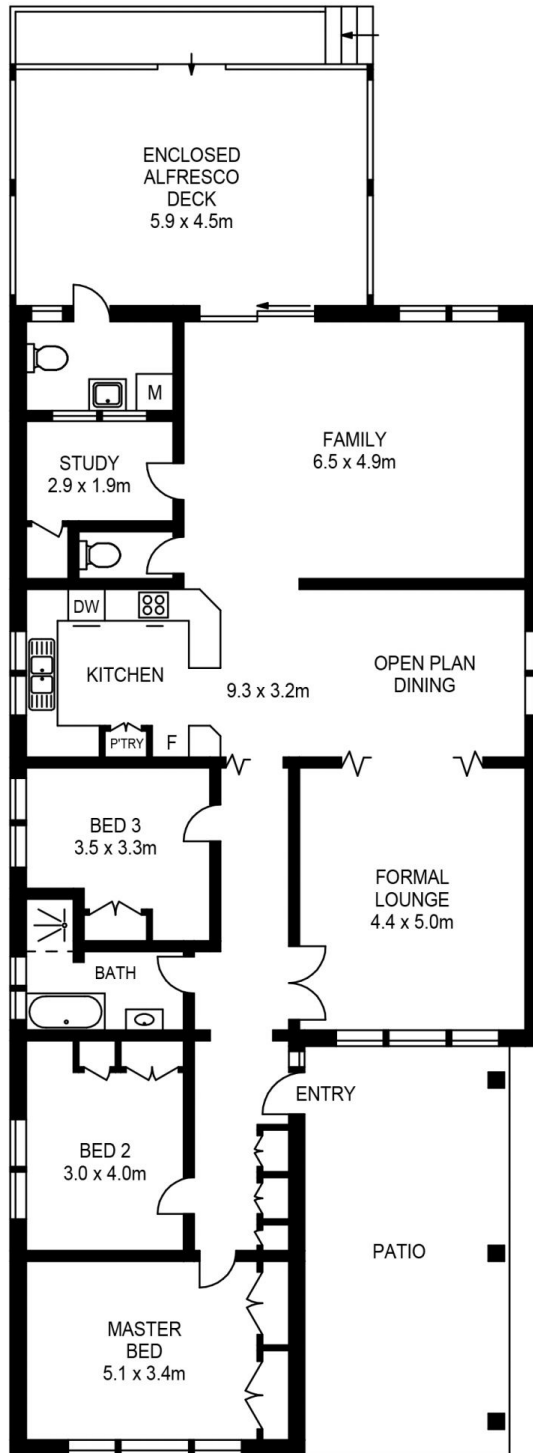 ENCLOSED
ALFRESCO
DECK
5.9 x 4.5m
M
STUDY
2.9 x 1.9m
FAMILY
6.5 x 4.9m
DW
KITCHEN
9.3 x 3.2m
OPEN PLAN
DINING
P'TRY
F
BED 3
3.5 x 3.3m
FORMAL
LOUNGE
4.4 x 5.0m
BATH
ENTRY
BED 2
3.0 x 4.0m
PATIO
MASTER
BED
5.1 x 3.4m